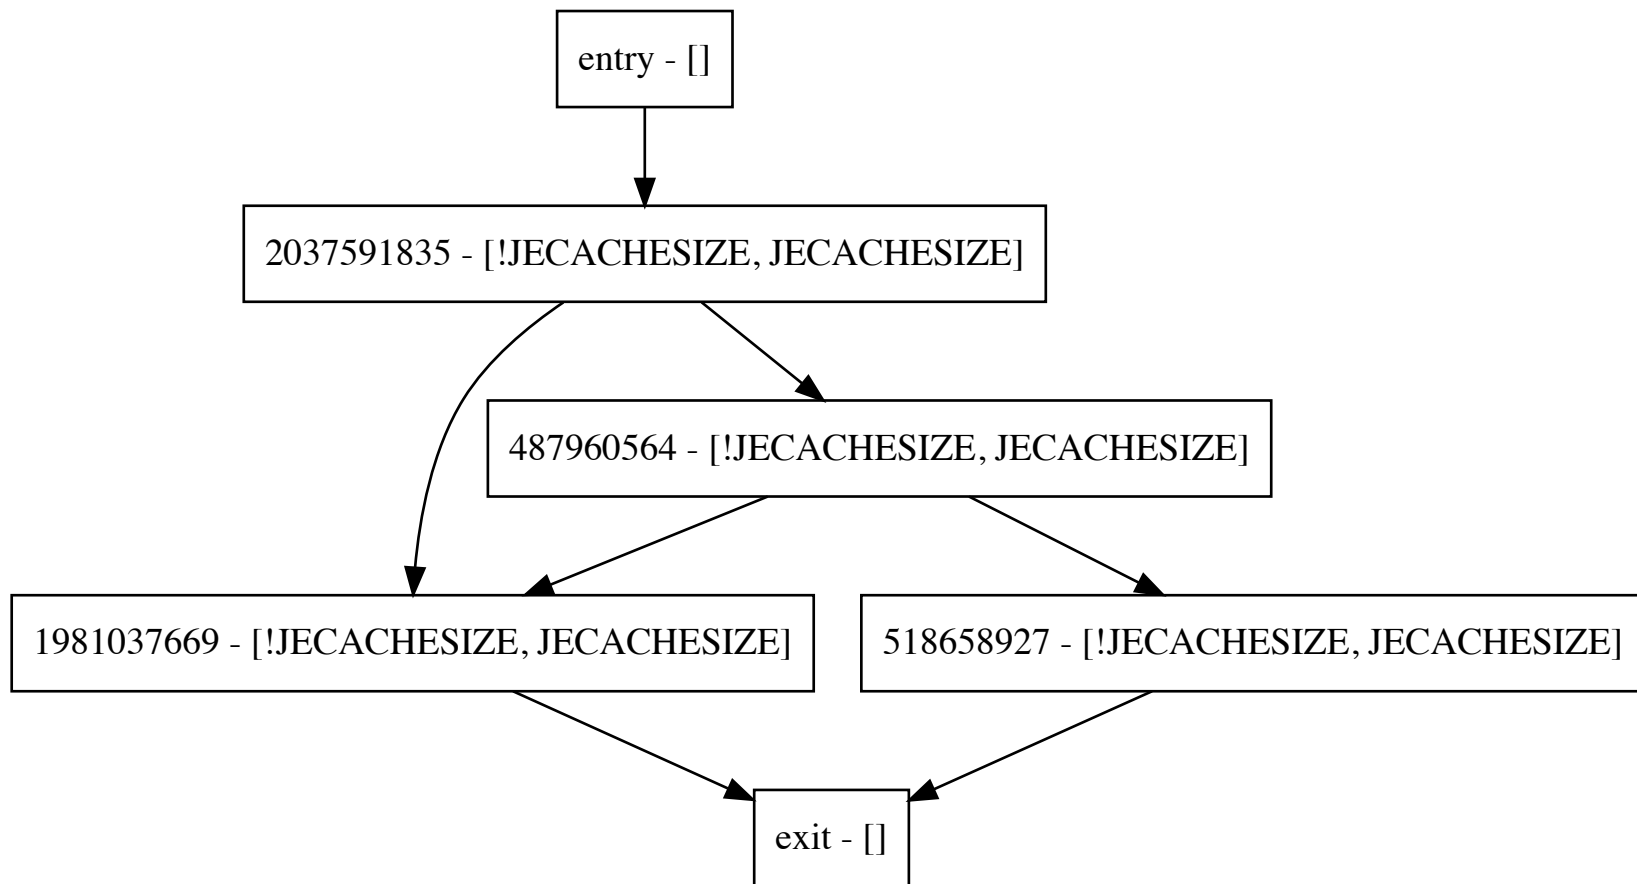 entry - []
2037591835 - [!JECACHESIZE, JECACHESIZE]
487960564 - [!JECACHESIZE, JECACHESIZE]
1981037669 - [!JECACHESIZE, JECACHESIZE]
518658927 - [!JECACHESIZE, JECACHESIZE]
exit - []